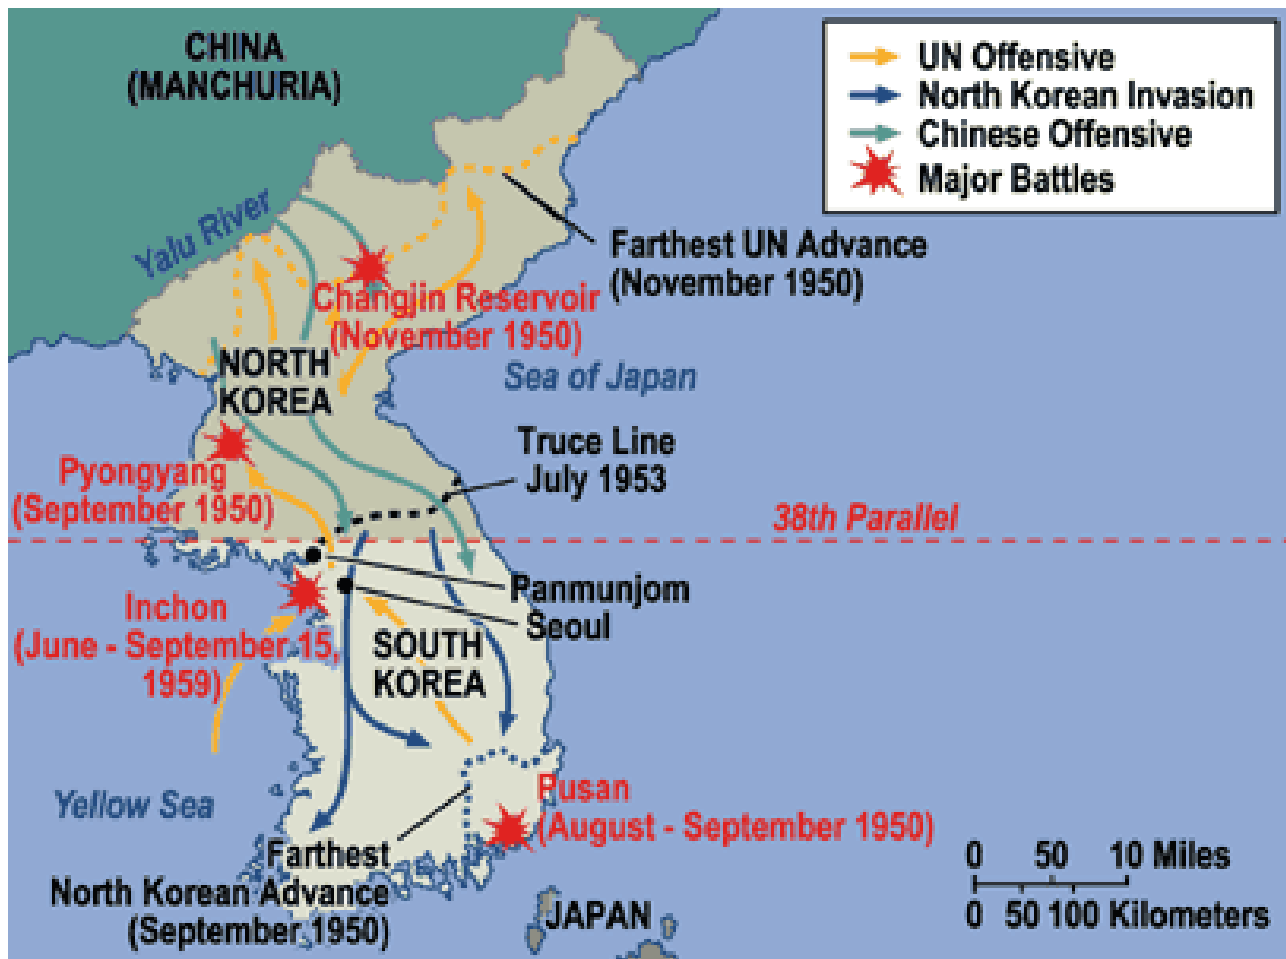 CHINA
(MANCHURIA)
UN Offensive
North Korean Invasion
Chinese Offensive
Major Battles
Yalu River
Farthest UN Advance
(November 1950)
Changjin Reservoir
(November 1950)
NORTH
KOREA
Sea of Japan
Truce Line
July 1953
Pyongyang
(September 1950)
38th Parallel
Panmunjom
Seoul
Inchon
(June - September 15,
1959)
SOUTH
KOREA
Yellow Sea
Pusan
(August - September 1950)
Farthest
North Korean Advance
(September 1950)
JAPAN
0 50 10 Miles
0 50 100 Kilometers